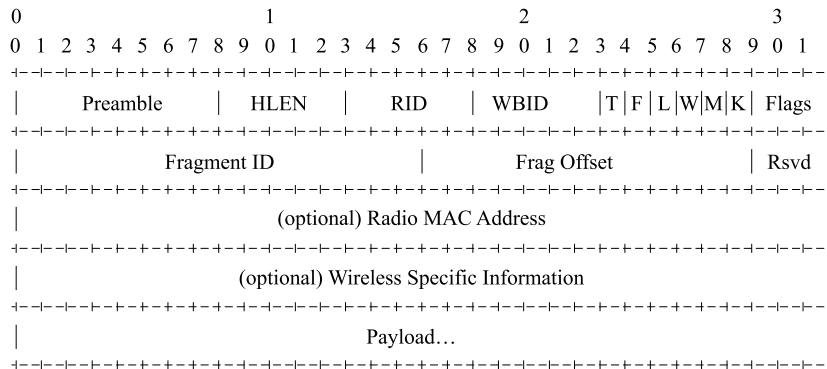 0 1 2 3
0 1 2 3 4 5 6 7 8 9 0 1 2 3 4 5 6 7 8 9 0 1 2 3 4 5 6 7 8 9 0 1
| Preamble | HLEN | RID | WBID |T|F|L|W|M|K| Flags
| Fragment ID | Frag Offset | Rsvd
| (optional) Radio MAC Address
| (optional) Wireless Specific Information
| Payload…